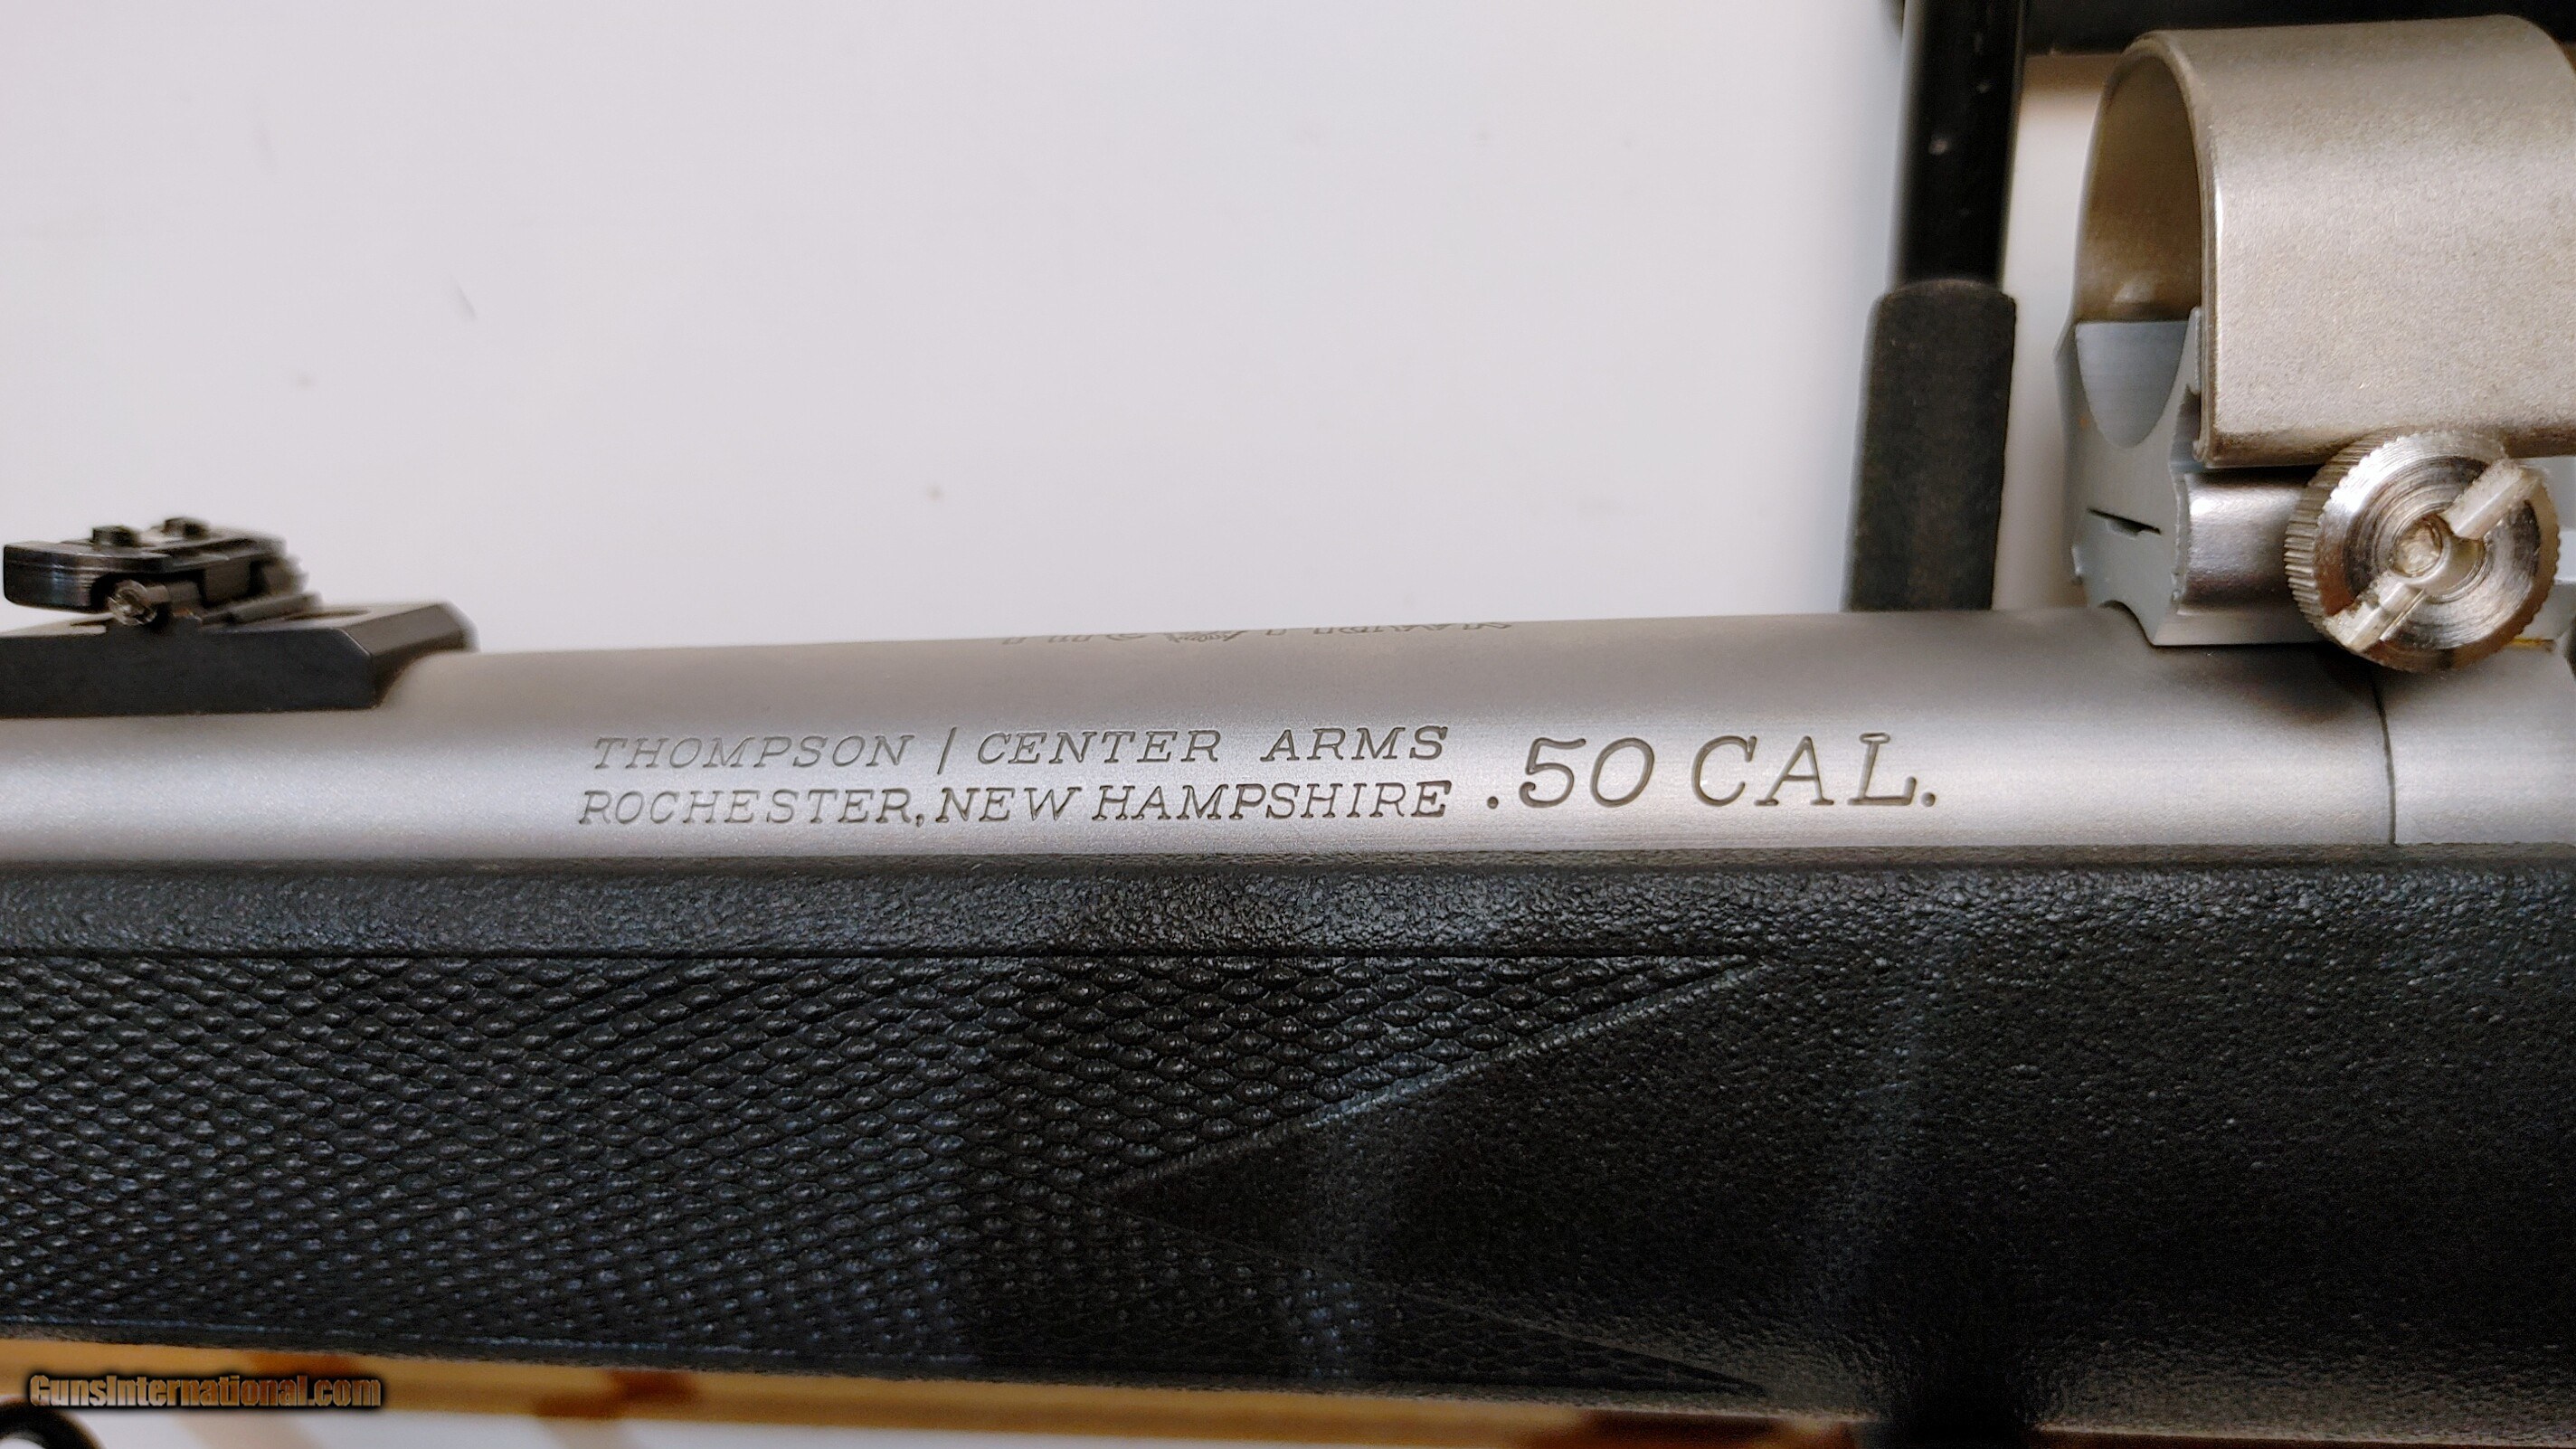 THOMPSON / CENTER ARMS
ROCHESTER, NEW HAMPSHIRE
.50 CAL.
GunsInternational.com